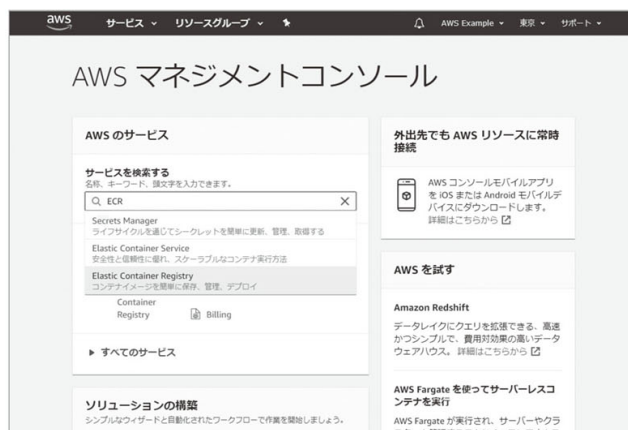 aws サービス リソースグループ AWS Example 東京 サポート
AWS マネジメントコンソール
AWS のサービス
サービスを検索する
名称、キーワード、頭文字を入力できます。
ECR
Secrets Manager
ライフサイクルを通じてシークレットを簡単に更新、管理、取得する
Elastic Container Service
安全性と信頼性に優れ、スケーラブルなコンテナ実行方法
Elastic Container Registry
コンテナイメージを簡単に保存、管理、デプロイ
Container
Registry
Billing
すべてのサービス
ソリューションの構築
シンプルなウィザードと自動化されたワークフローで作業を開始しましょう。
外出先でも AWS リソースに常時
接続
AWS コンソールモバイルアプリ
を iOS または Android モバイルデ
バイスにダウンロードします。
詳細はこちらから
AWS を試す
Amazon Redshift
データレイクにクエリを拡張できる、高速
かつシンプルで、費用対効果の高いデータ
ウェアハウス。 詳細はこちらから
AWS Fargate を使ってサーバーレスコ
ンテナを実行
AWS Fargate が実行され、サーバーやクラ